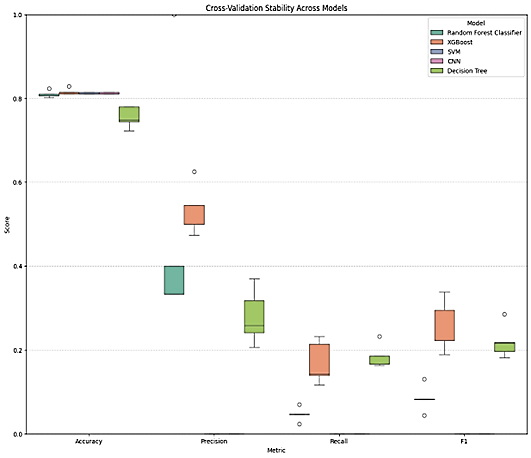 Cross-Validation Stability Across Models
1.0
0.8
0.6
0.4
0.2
0.0
Score
Model
Random Forest Classifier
XGBoost
SVM
CNN
Decision Tree
Accuracy Precision Recall F1
Metric